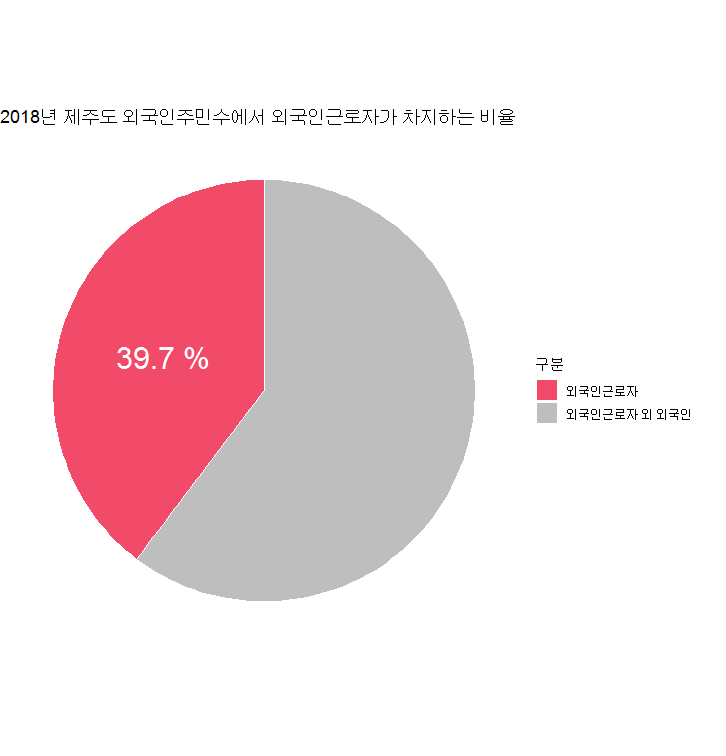 2018년 제주도 외국인주민수에서 외국인근로자가 차지하는 비율
39.7 %
구분
외국인근로자
외국인근로자 외 외국인